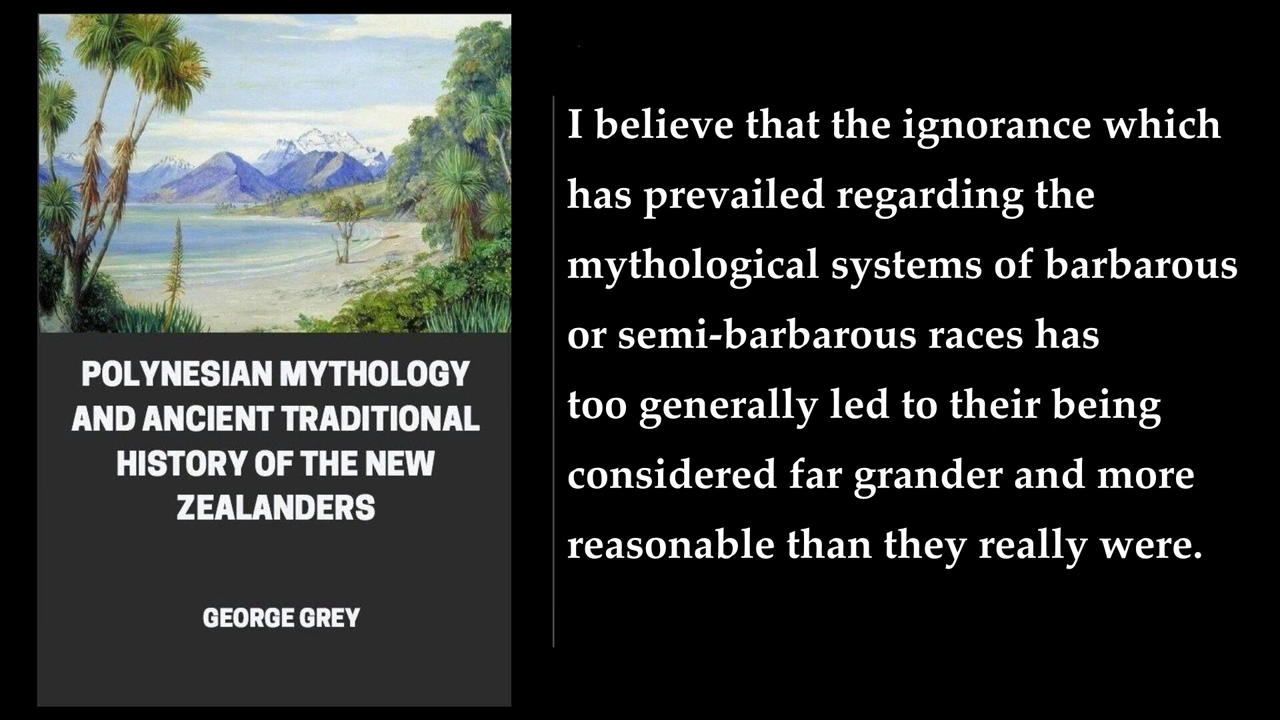 POLYNESIAN MYTHOLOGY
AND ANCIENT TRADITIONAL
HISTORY OF THE NEW
ZEALANDERS
GEORGE GREY
I believe that the ignorance which
has prevailed regarding the
mythological systems of barbarous
or semi-barbarous races has
too generally led to their being
considered far grander and more
reasonable than they really were.